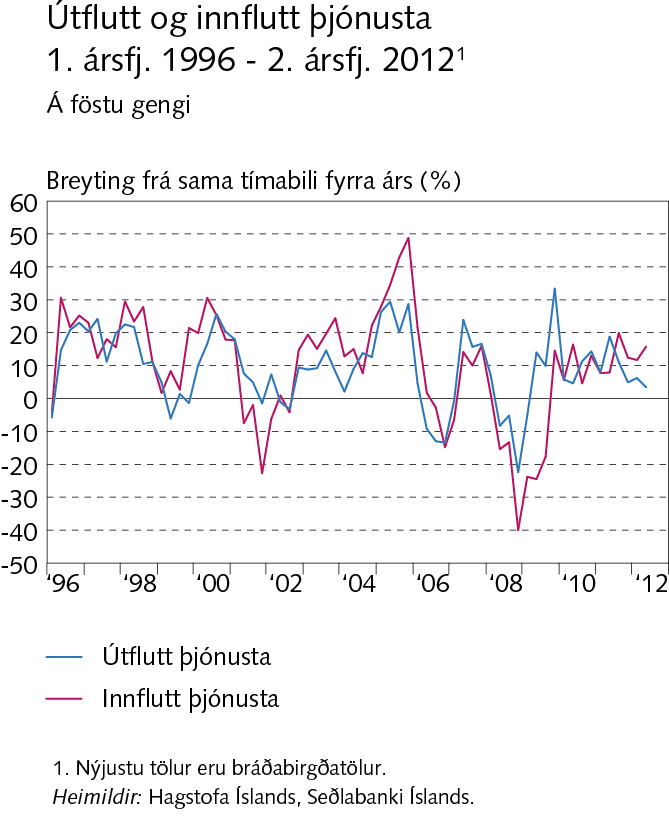 Útflutt og innflutt þjónusta
1. ársfj. 1996 - 2. ársfj. 2012¹
Á föstu gengi
Breyting frá sama tímabili fyrra árs (%)
60
50
40
30
20
10
0
-10
-20
-30
-40
-50
‘96 ‘98 ‘00 ‘02 ‘04 ‘06 ‘08 ‘10 ‘12
Útflutt þjónusta
Innflutt þjónusta
1. Nýjustu tölur eru bráðabirgðatölur.
Heimildir: Hagstofa Íslands, Seðlabanki Íslands.